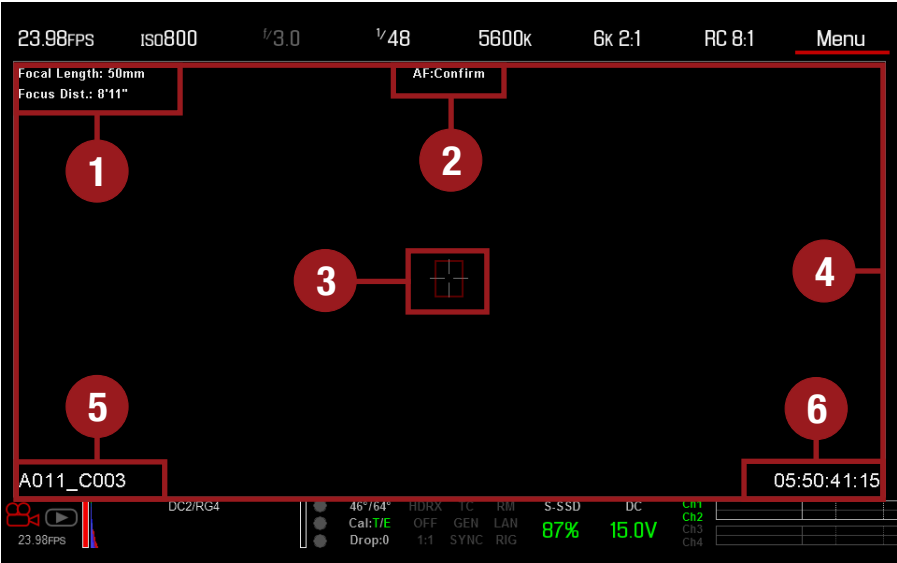 23.98FPS ISO800 f/3.0 1/48 5600K 6K 2:1 RC 8:1 Menu
Focal Length: 50mm
Focus Dist.: 8'11"
AF:Confirm
1
2
3
4
5
6
A011_C003
05:50:41:15
DC2/RG4 46°/64° HDRX TC RM S-SSD DC Ch1
Cal:T/E OFF GEN LAN 87% 15.0V Ch2
23.98FPS Drop:0 1:1 SYNC RIG Ch3
Ch4